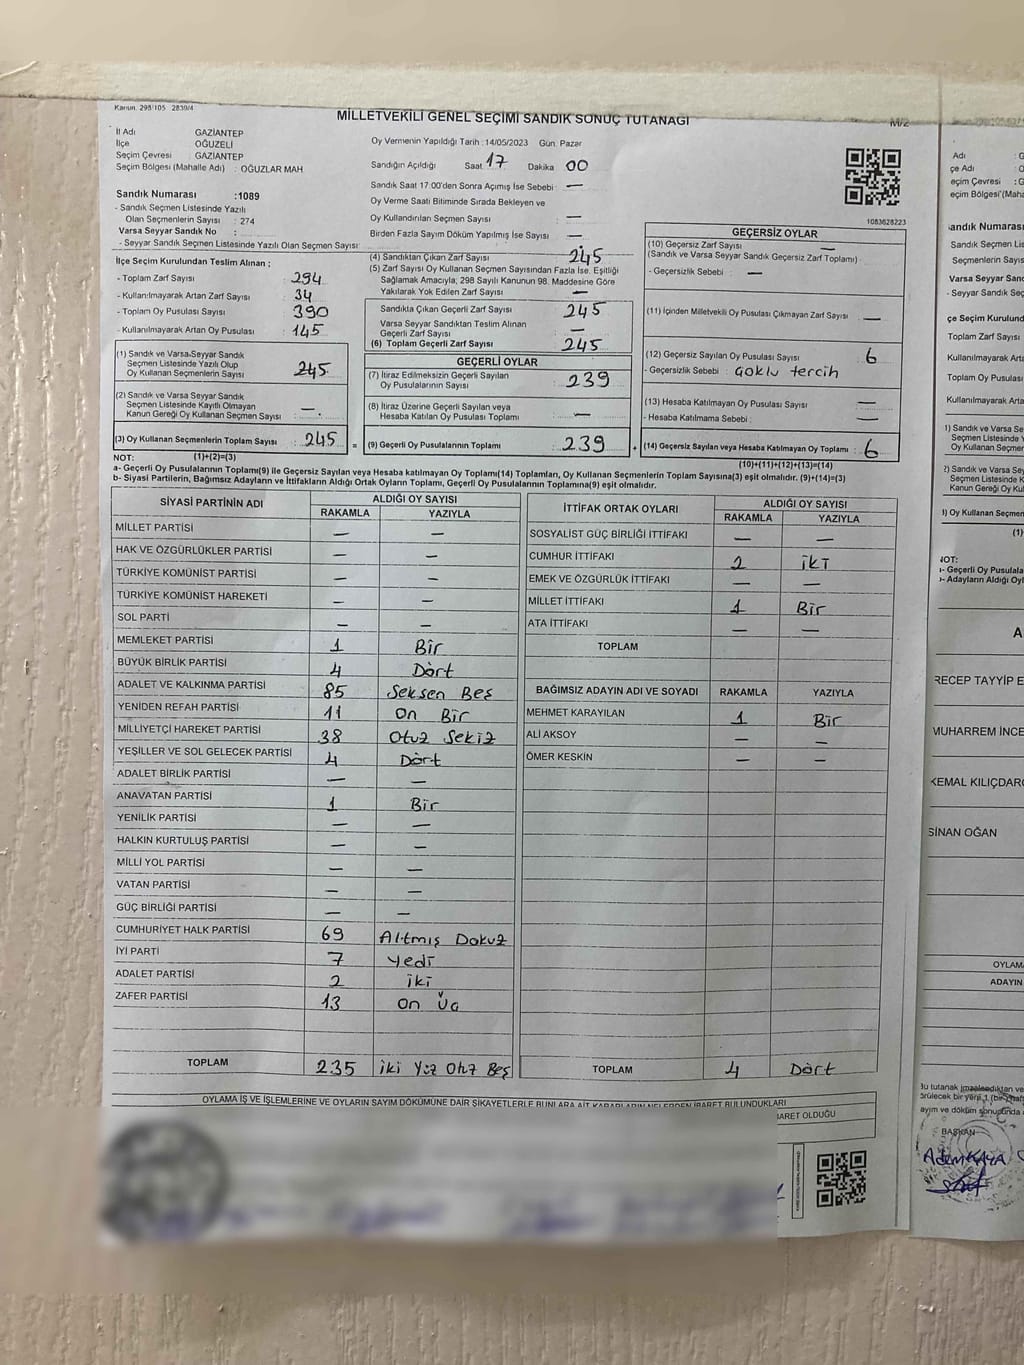 Kanun. 298/105 2839/4
MİLLETVEKİLİ GENEL SEÇİMİ SANDIK SONUÇ TUTANAĞI
M/2
İl Adı GAZİANTEP
İlçe OĞUZELİ
Seçim Çevresi : GAZİANTEP
Seçim Bölgesi (Mahalle Adı) : OĞUZLAR MAH
Oy Vermenin Yapıldığı Tarih : 14/05/2023 Gün: Pazar
Sandığın Açıldığı Saat 17 Dakika 00
Sandık Saat 17:00'den Sonra Açımış İse Sebebi : —
Oy Verme Saati Bitiminde Sırada Bekleyen ve
Oy Kullandırılan Seçmen Sayısı : —
Birden Fazla Sayım Döküm Yapılmış İse Sayısı : —
Sandık Numarası :1089
- Sandık Seçmen Listesinde Yazılı
Olan Seçmenlerin Sayısı : 274
Varsa Seyyar Sandık No :
- Seyyar Sandık Seçmen Listesinde Yazılı Olan Seçmen Sayısı:
1083628223
İlçe Seçim Kurulundan Teslim Alınan ;
- Toplam Zarf Sayısı : 294
- Kullanılmayarak Artan Zarf Sayısı : 34
- Toplam Oy Pusulası Sayısı : 390
- Kullanılmayarak Artan Oy Pusulası : 145
(1) Sandık ve Varsa Seyyar Sandık
Seçmen Listesinde Yazılı Olup
Oy Kullanan Seçmenlerin Sayısı : 245
(2) Sandık ve Varsa Seyyar Sandık
Seçmen Listesinde Kayıtlı Olmayan
Kanun Gereği Oy Kullanan Seçmen Sayısı : —
(3) Oy Kullanan Seçmenlerin Toplam Sayısı : 245
(4) Sandıktan Çıkan Zarf Sayısı : 245
(5) Zarf Sayısı Oy Kullanan Seçmen Sayısından Fazla İse. Eşitliği
Sağlamak Amacıyla; 298 Sayılı Kanunun 98. Maddesine Göre
Yakılarak Yok Edilen Zarf Sayısı : —
Sandıkta Çıkan Geçerli Zarf Sayısı : 245
Varsa Seyyar Sandıktan Teslim Alınan
Geçerli Zarf Sayısı : —
(6) Toplam Geçerli Zarf Sayısı : 245
GEÇERLİ OYLAR
(7) İtiraz Edilmeksizin Geçerli Sayılan
Oy Pusulalarının Sayısı : 239
(8) İtiraz Üzerine Geçerli Sayılan veya
Hesaba Katılan Oy Pusulası Toplamı : —
= (9) Geçerli Oy Pusulalarının Toplamı : 239
GEÇERSİZ OYLAR
(10) Geçersiz Zarf Sayısı : —
(Sandık ve Varsa Seyyar Sandık Geçersiz Zarf Toplamı)
- Geçersizlik Sebebi : —
(11) İçinden Milletvekili Oy Pusulası Çıkmayan Zarf Sayısı : —
(12) Geçersiz Sayılan Oy Pusulası Sayısı : 6
- Geçersizlik Sebebi : Çoklu tercih
(13) Hesaba Katılmayan Oy Pusulası Sayısı : —
- Hesaba Katılmama Sebebi : —
+ (14) Geçersiz Sayılan veya Hesaba Katılmayan Oy Toplamı : 6
NOT: (1)+(2)=(3)
(10)+(11)+(12)+(13)=(14)
a- Geçerli Oy Pusulalarının Toplamı(9) ile Geçersiz Sayılan veya Hesaba katılmayan Oy Toplamı(14) Toplamları, Oy Kullanan Seçmenlerin Toplam Sayısına(3) eşit olmalıdır. (9)+(14)=(3)
b- Siyasi Partilerin, Bağımsız Adayların ve İttifakların Aldığı Ortak Oyların Toplamı, Geçerli Oy Pusulalarının Toplamına(9) eşit olmalıdır.
SİYASİ PARTİNİN ADI ALDIĞI OY SAYISI
RAKAMLA YAZIYLA
MİLLET PARTİSİ — —
HAK VE ÖZGÜRLÜKLER PARTİSİ — —
TÜRKİYE KOMÜNİST PARTİSİ — —
TÜRKİYE KOMÜNİST HAREKETİ — —
SOL PARTİ — —
MEMLEKET PARTİSİ 1 Bir
BÜYÜK BİRLİK PARTİSİ 4 Dört
ADALET VE KALKINMA PARTİSİ 85 Seksen Beş
YENİDEN REFAH PARTİSİ 11 On Bir
MİLLİYETÇİ HAREKET PARTİSİ 38 Otuz Sekiz
YEŞİLLER VE SOL GELECEK PARTİSİ 4 Dört
ADALET BİRLİK PARTİSİ — —
ANAVATAN PARTİSİ 1 Bir
YENİLİK PARTİSİ — —
HALKIN KURTULUŞ PARTİSİ — —
MİLLİ YOL PARTİSİ — —
VATAN PARTİSİ — —
GÜÇ BİRLİĞİ PARTİSİ — —
CUMHURİYET HALK PARTİSİ 69 Altmış Dokuz
İYİ PARTİ 7 Yedi
ADALET PARTİSİ 2 iki
ZAFER PARTİSİ 13 On Üç
TOPLAM 235 iki Yüz Otuz Beş
İTTİFAK ORTAK OYLARI ALDIĞI OY SAYISI
RAKAMLA YAZIYLA
SOSYALİST GÜÇ BİRLİĞİ İTTİFAKI — —
CUMHUR İTTİFAKI 2 iki
EMEK VE ÖZGÜRLÜK İTTİFAKI — —
MİLLET İTTİFAKI 1 Bir
ATA İTTİFAKI — —
TOPLAM
BAĞIMSIZ ADAYIN ADI VE SOYADI RAKAMLA YAZIYLA
MEHMET KARAYILAN 1 Bir
ALİ AKSOY — —
ÖMER KESKİN — —
TOPLAM 4 Dört
OYLAMA İŞ VE İŞLEMLERİNE VE OYLARIN SAYIM DÖKÜMÜNE DAİR ŞİKAYETLERLE BUNLARA AİT KARARLARIN NELERDEN İBARET BULUNDUKLARI
İBARET OLDUĞU
Adı : G
çe Adı : O
eçim Çevresi : G
eçim Bölgesi (Maha
andık Numarası
Sandık Seçmen Lis
Seçmenlerin Sayısı
Varsa Seyyar Sand
- Seyyar Sandık Seç
çe Seçim Kurulund
Toplam Zarf Sayısı
Kullanılmayarak Artan
Toplam Oy Pusulası
Kullanılmayarak Artan
1) Sandık ve Varsa Se
Seçmen Listesinde
Oy Kullanan Seçmen
2) Sandık ve Varsa Sey
Seçmen Listesinde K
Kanun Gereği Oy Ku
3) Oy Kullanan Seçmen
(1)
NOT:
- Geçerli Oy Pusulala
- Adayların Aldığı Oyl
A
RECEP TAYYİP E
MUHARREM İNCE
KEMAL KILIÇDAR
SİNAN OĞAN
OYLAMA
ADAYIN
Bu tutanak imzalandıktan ve
örülecek bir yere 1 (bir) haf
ayım ve döküm sonucunda
BAŞKAN
Adem KAYA